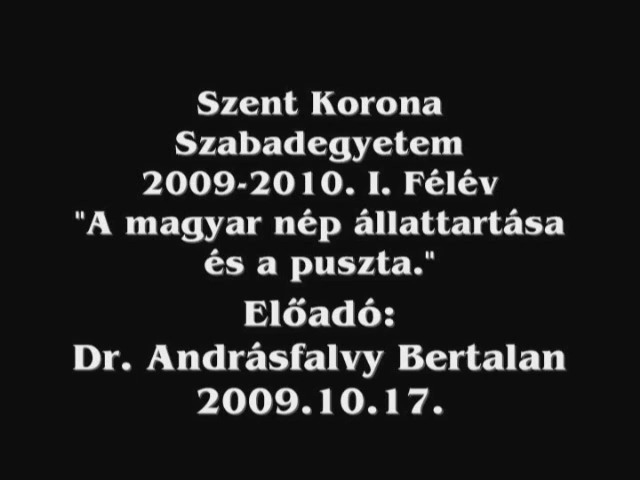 Szent Korona
Szabadegyetem
2009-2010. I. Félév
"A magyar nép állattartása
és a puszta."
Előadó:
Dr. Andrásfalvy Bertalan
2009.10.17.